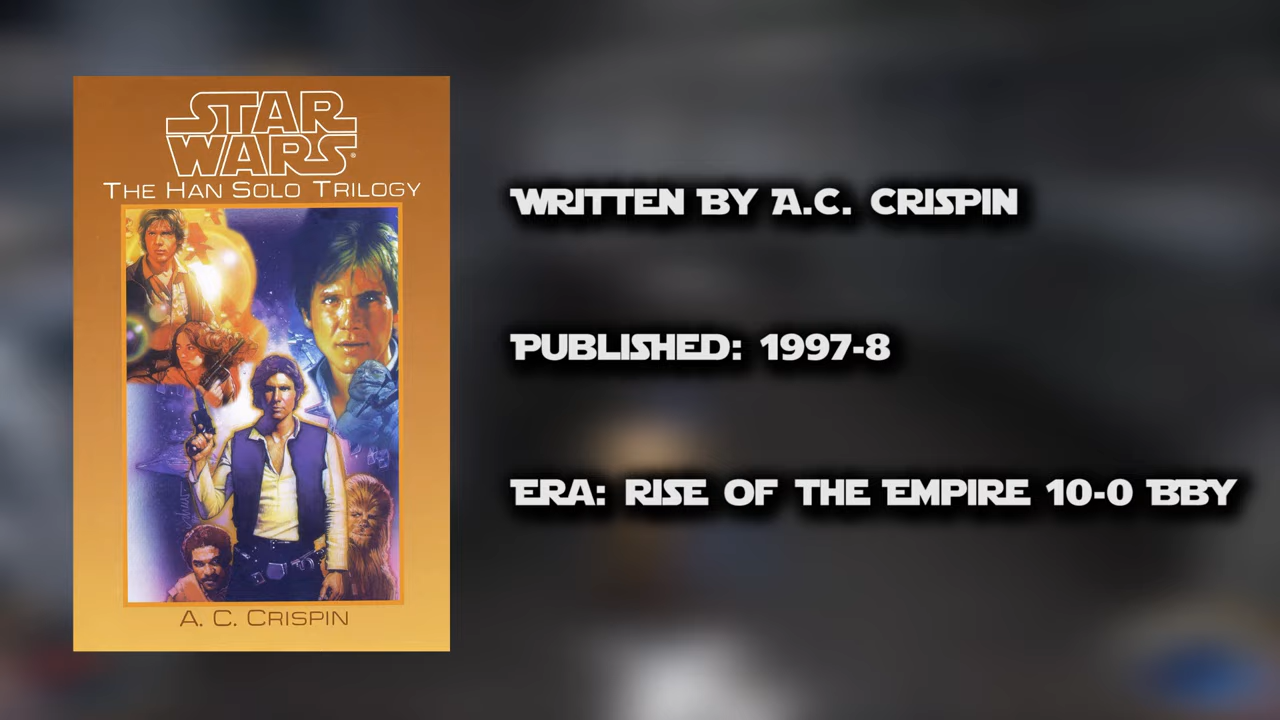 STAR
WARS®
THE HAN SOLO TRILOGY
A. C. CRISPIN
WRITTEN BY A.C. CRISPIN
PUBLISHED: 1997-8
ERA: RISE OF THE EMPIRE 10-0 BBY